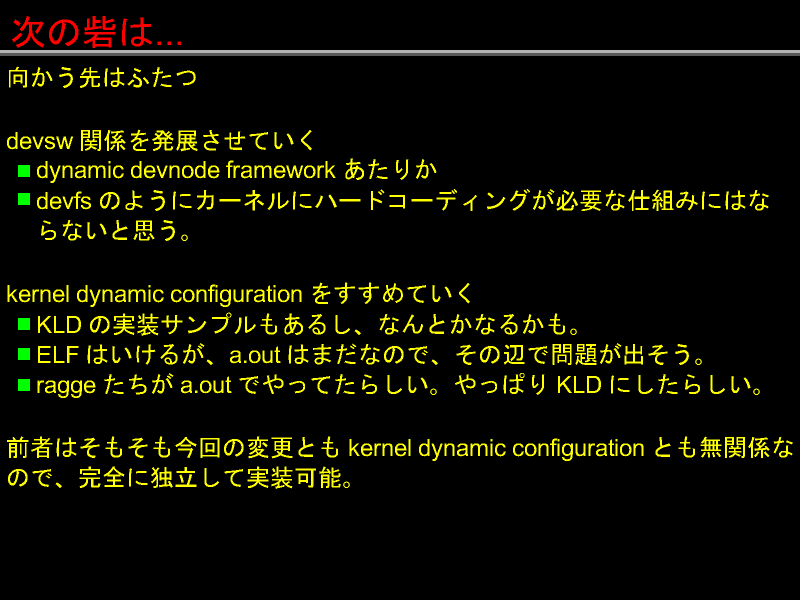 次の砦は...
向かう先はふたつ
devsw 関係を発展させていく
dynamic devnode framework あたりか
devfs のようにカーネルにハードコーディングが必要な仕組みにはな
らないと思う。
kernel dynamic configuration をすすめていく
KLD の実装サンプルもあるし、なんとかなるかも。
ELF はいけるが、a.out はまだなので、その辺で問題が出そう。
ragge たちが a.out でやってたらしい。やっぱり KLD にしたらしい。
前者はそもそも今回の変更とも kernel dynamic configuration とも無関係な
ので、完全に独立して実装可能。